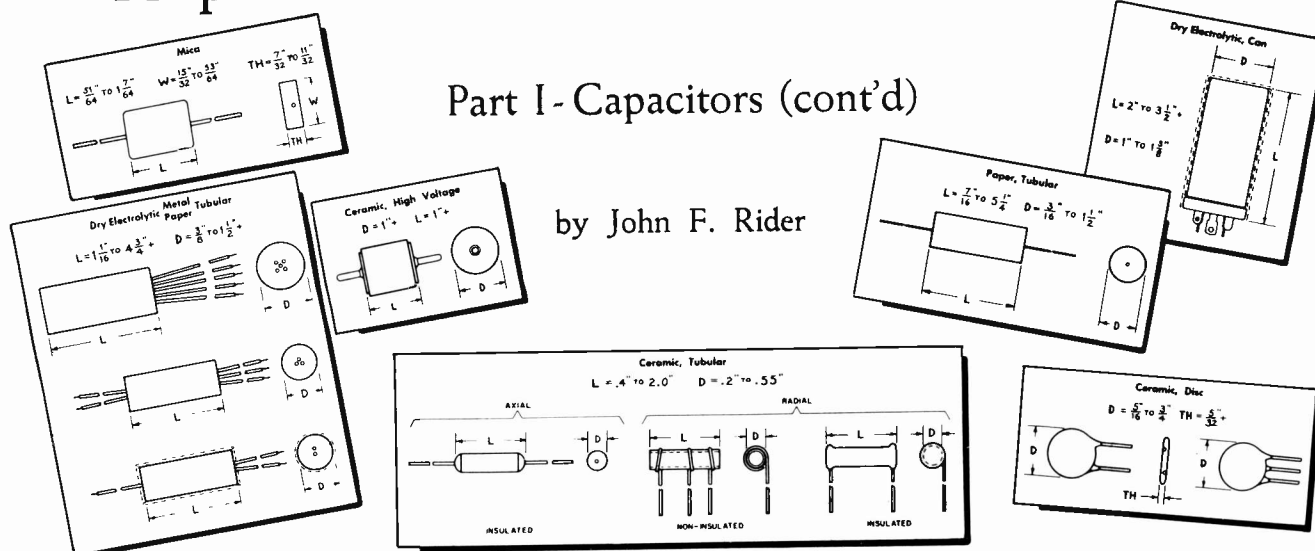 Part I - Capacitors (cont'd)
by John F. Rider
Mica
L = 51/64" TO 1 7/64" W = 15/32" TO 53/64" TH = 7/32" TO 11/32"
L
W
TH
Dry Electrolytic Metal Tubular
Paper
L = 1 1/16" TO 4 3/4"+ D = 3/8" TO 1 1/2"+
L
D
L
D
L
D
Ceramic, High Voltage
D = 1"+ L = 1"+
L
D
Ceramic, Tubular
L = .4" TO 2.0" D = .2" TO .55"
AXIAL
RADIAL
L
D
L
D
L
D
INSULATED
NON-INSULATED
INSULATED
Paper, Tubular
L = 7/16" TO 5 1/4" D = 3/16" TO 1 1/2"
L
D
Dry Electrolytic, Can
D
L = 2" TO 3 1/2"+
D = 1" TO 1 3/8"
L
Ceramic, Disc
D = 5/16" TO 3/4" TH = 5/32"+
D
TH
D